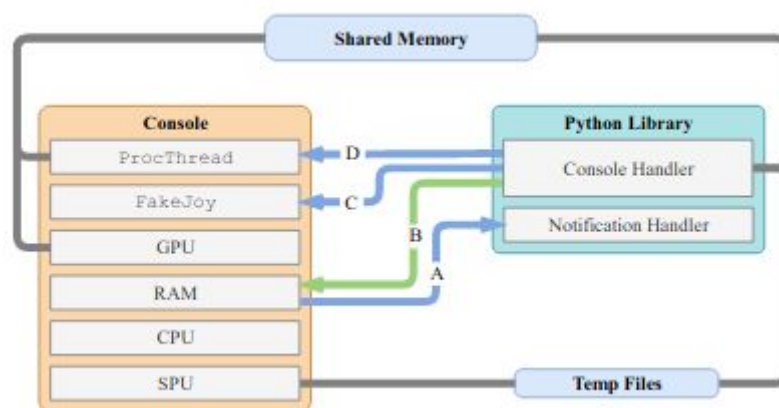 Shared Memory
Console
Python Library
ProcThread
D
Console Handler
FakeJoy
C
Notification Handler
B
GPU
A
RAM
CPU
SPU
Temp Files